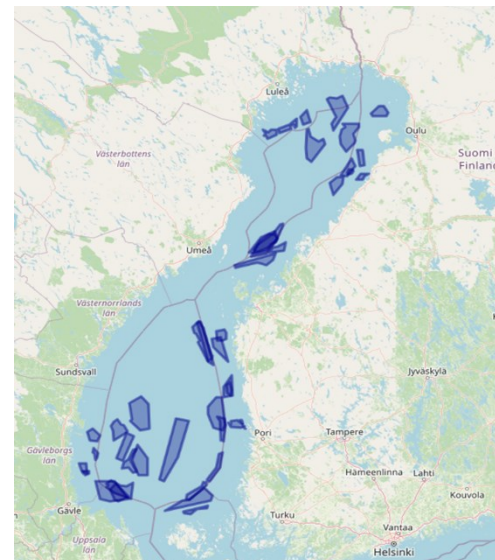 Luleå
Oulu
Västerbottens
län
Suomi
Finland
Umeå
Västernorrlands
län
Sundsvall
Jyväskylä
Gävleborgs
län
Pori
Tampere
Hämeenlinna
Lahti
Kouvola
Gävle
Turku
Vantaa
Helsinki
Uppsala
län